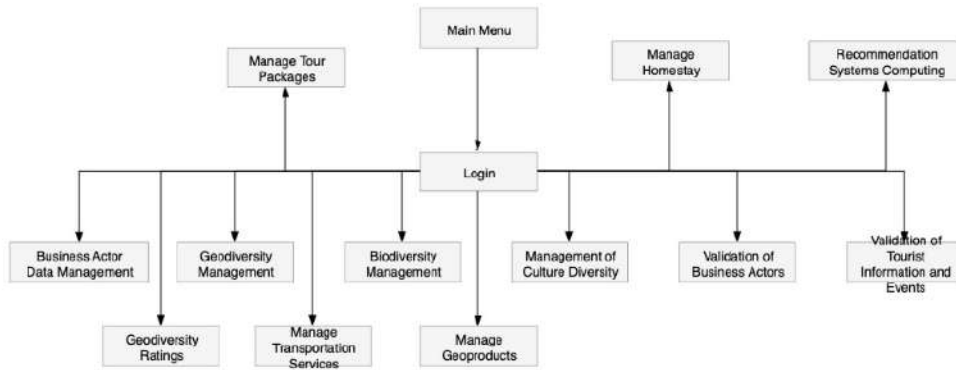 Main Menu
Manage Tour
Packages
Manage
Homestay
Recommendation
Systems Computing
Login
Business Actor
Data Management
Geodiversity
Management
Biodiversity
Management
Management of
Culture Diversity
Validation of
Business Actors
Validation of
Tourist
Information and
Events
Geodiversity
Ratings
Manage
Transportation
Services
Manage
Geoproducts